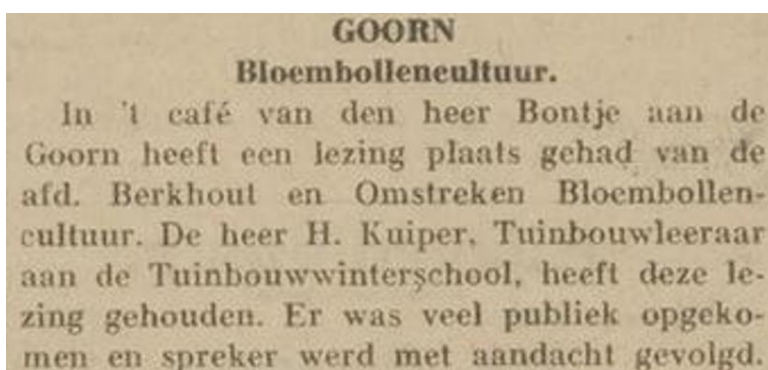 GOORN
Bloembollencultuur.
In 't café van den heer Bontje aan de
Goorn heeft een lezing plaats gehad van de
afd. Berkhout en Omstreken Bloembollen-
cultuur. De heer H. Kuiper, Tuinbouwleeraar
aan de Tuinbouwwinterschool, heeft deze le-
zing gehouden. Er was veel publiek opgeko-
men en spreker werd met aandacht gevolgd.